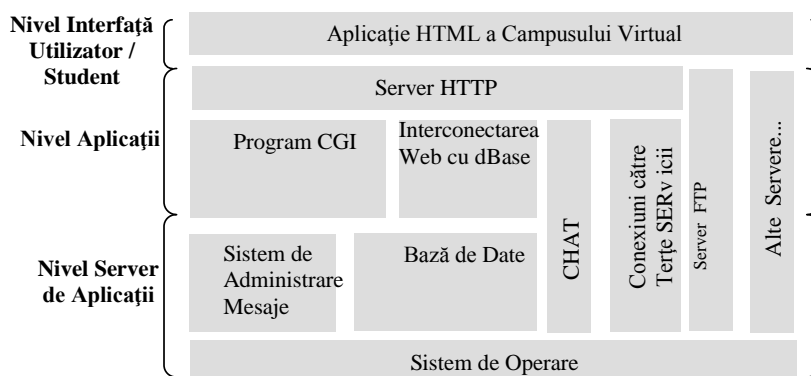 Nivel Interfaţă
Utilizator /
Student
Aplicaţie HTML a Campusului Virtual
Server HTTP
Nivel Aplicaţii
Program CGI
Interconectarea
Web cu dBase
CHAT
Conexiuni către
Terţe SERv icii
Server FTP
Alte Servere...
Nivel Server
de Aplicaţii
Sistem de
Administrare
Mesaje
Bază de Date
Sistem de Operare